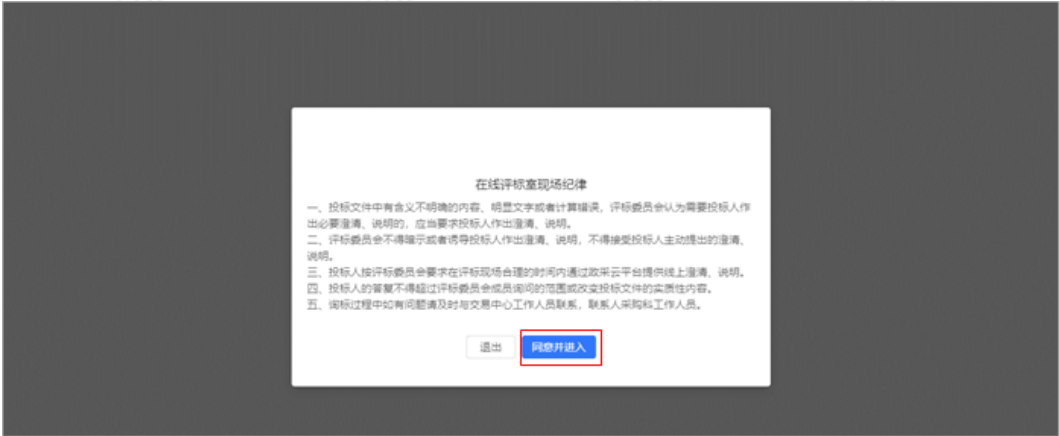 在线评标室现场纪律
一、投标文件中有含义不明确的内容、明显文字或者计算错误，评标委员会认为需要投标人作
出必要澄清、说明的，应当要求投标人作出澄清、说明。
二、评标委员会不得暗示或者诱导投标人作出澄清、说明，不得接受投标人主动提出的澄清、
说明。
三、投标人按评标委员会要求在评标现场合理的时间内通过政采云平台提供线上澄清、说明。
四、投标人的答复不得超过评标委员会成员询问的范围或改变投标文件的实质性内容。
五、询标过程中如有问题请及时与交易中心工作人员联系，联系人采购科工作人员。
退出 同意并进入